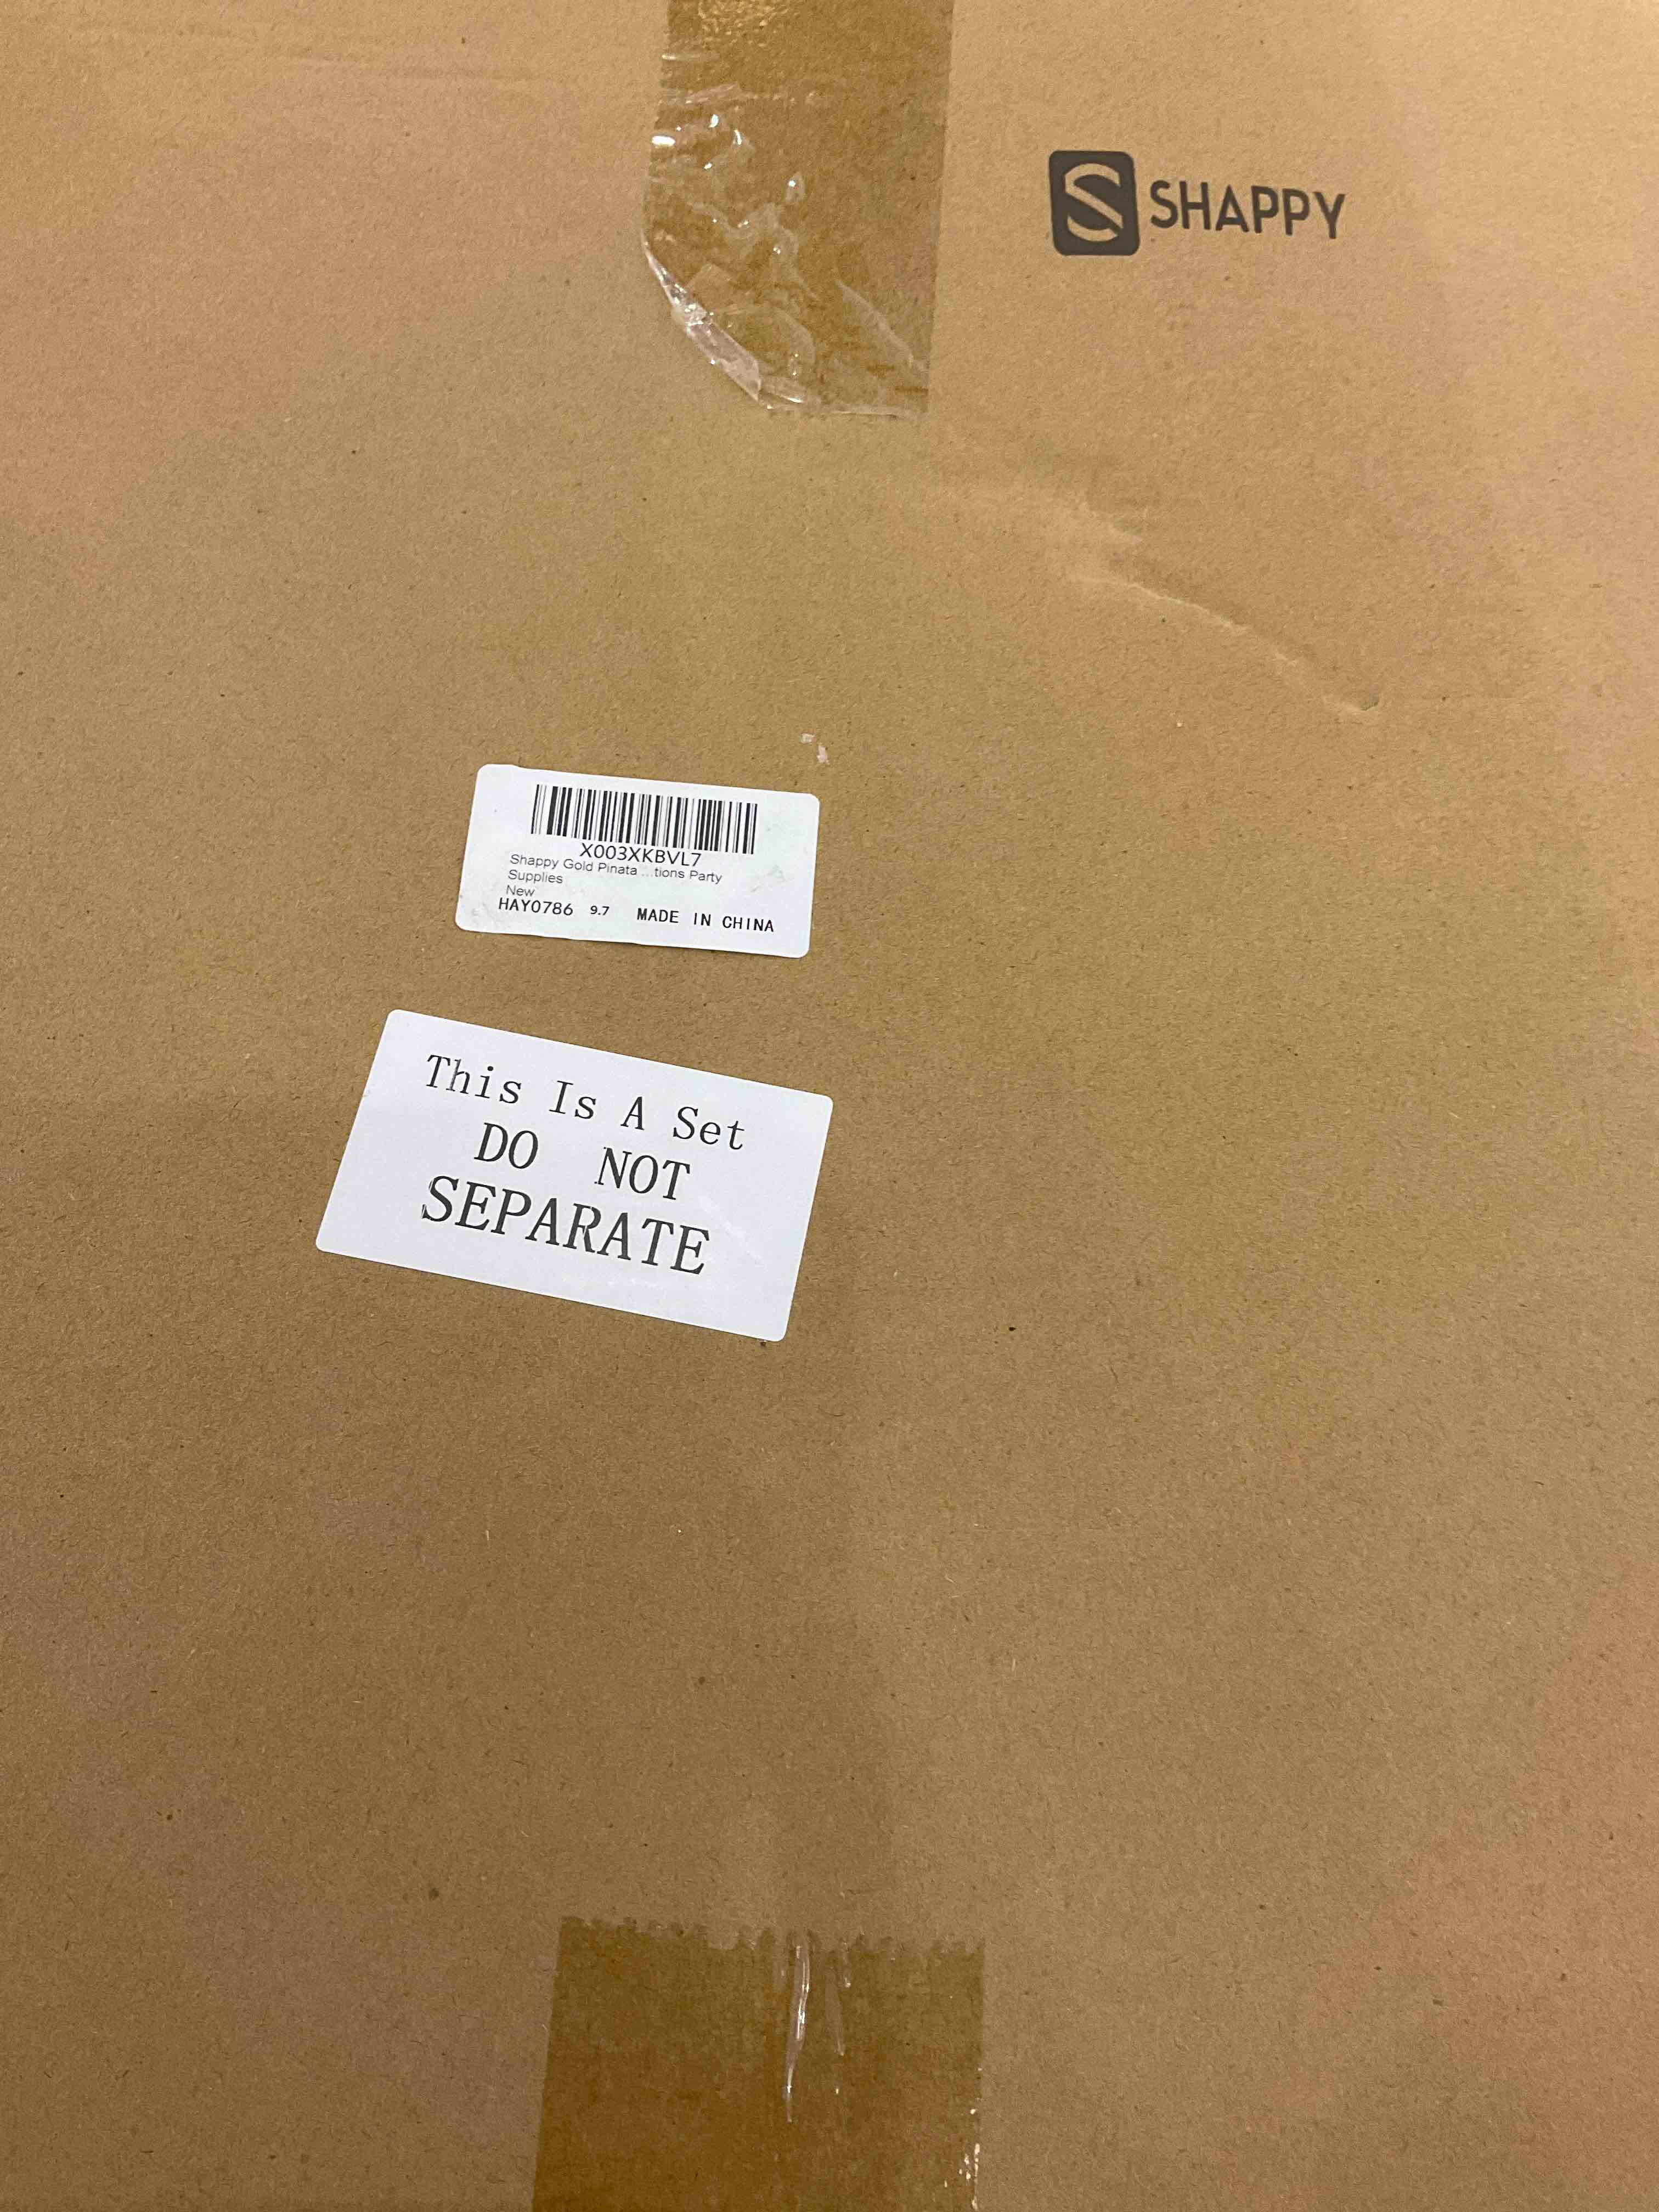 SHAPPY
X003XKBVL7
Shappy Gold Pinata ...tions Party
Supplies
New
HAY0786 9.7 MADE IN CHINA
This Is A Set
DO NOT
SEPARATE